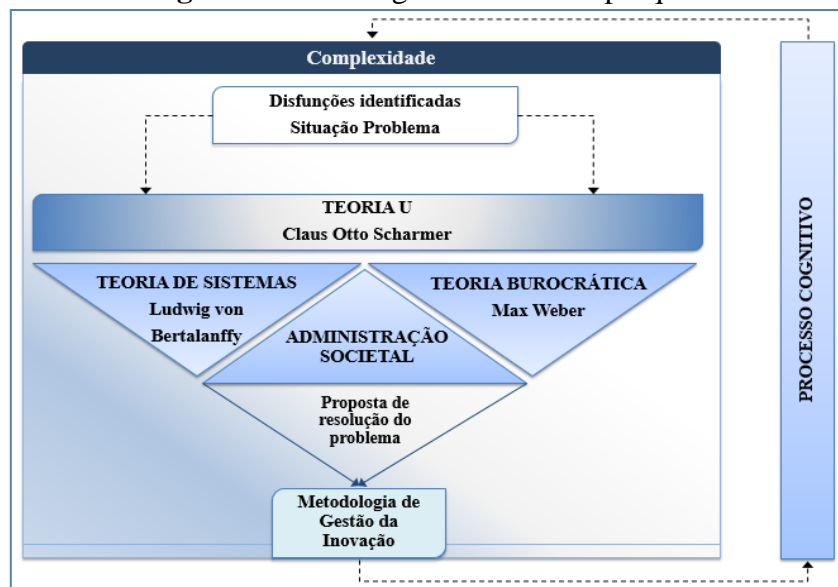 Complexidade
Disfunções identificadas
Situação Problema
TEORIA U
Claus Otto Scharmer
TEORIA DE SISTEMAS
Ludwig von
Bertalanffy
TEORIA BUROCRÁTICA
Max Weber
ADMINISTRAÇÃO
SOCIETAL
Proposta de
resolução do
problema
Metodologia de
Gestão da
Inovação
PROCESSO COGNITIVO